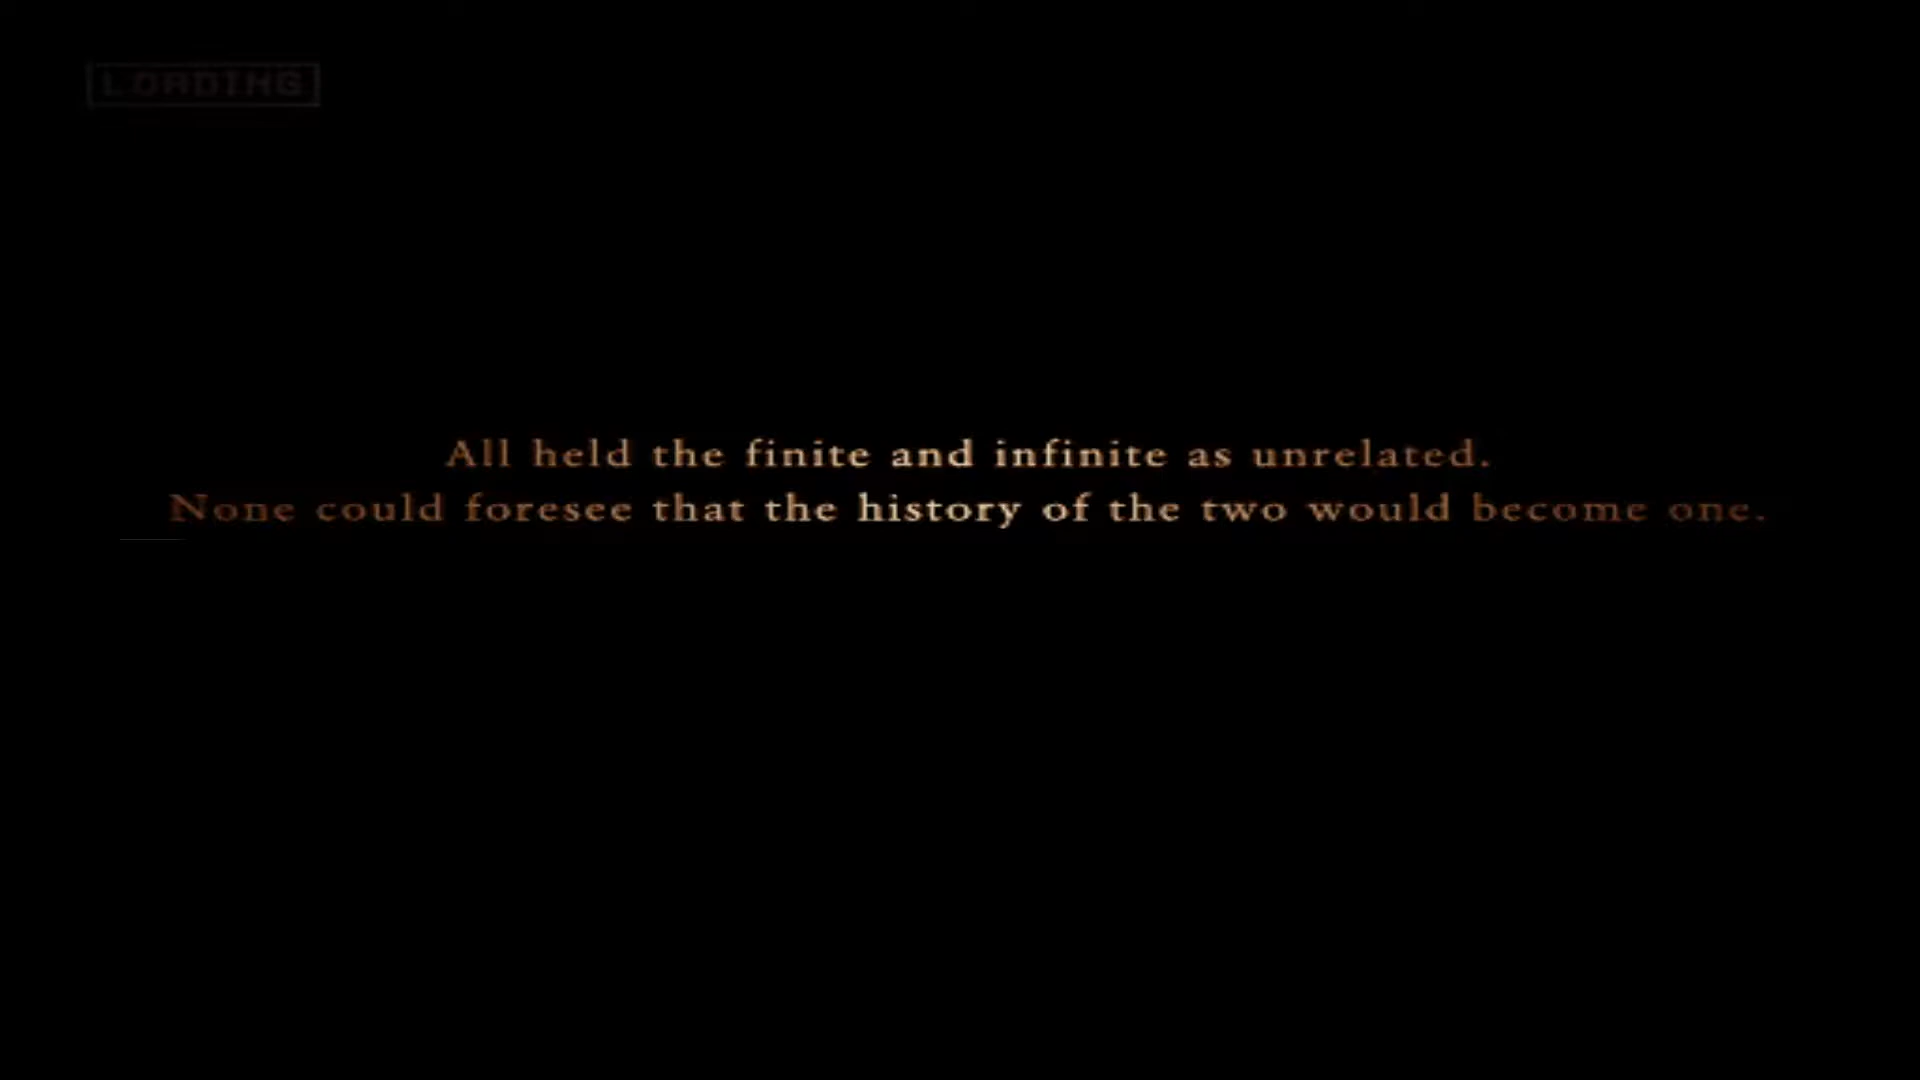 LOADING
All held the finite and infinite as unrelated.
None could foresee that the history of the two would become one.